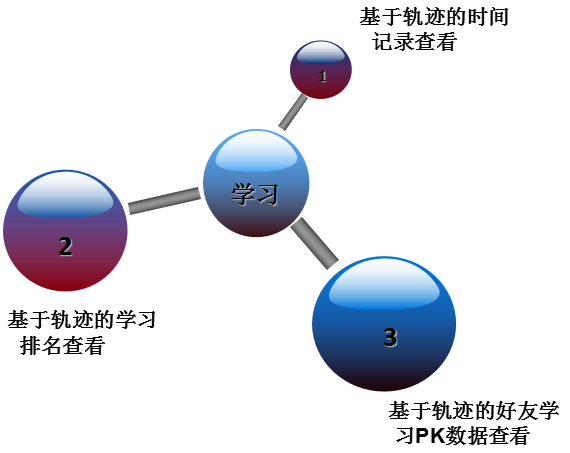 基于轨迹的时间
记录查看
1
学习
2
3
基于轨迹的学习
排名查看
基于轨迹的好友学
习PK数据查看